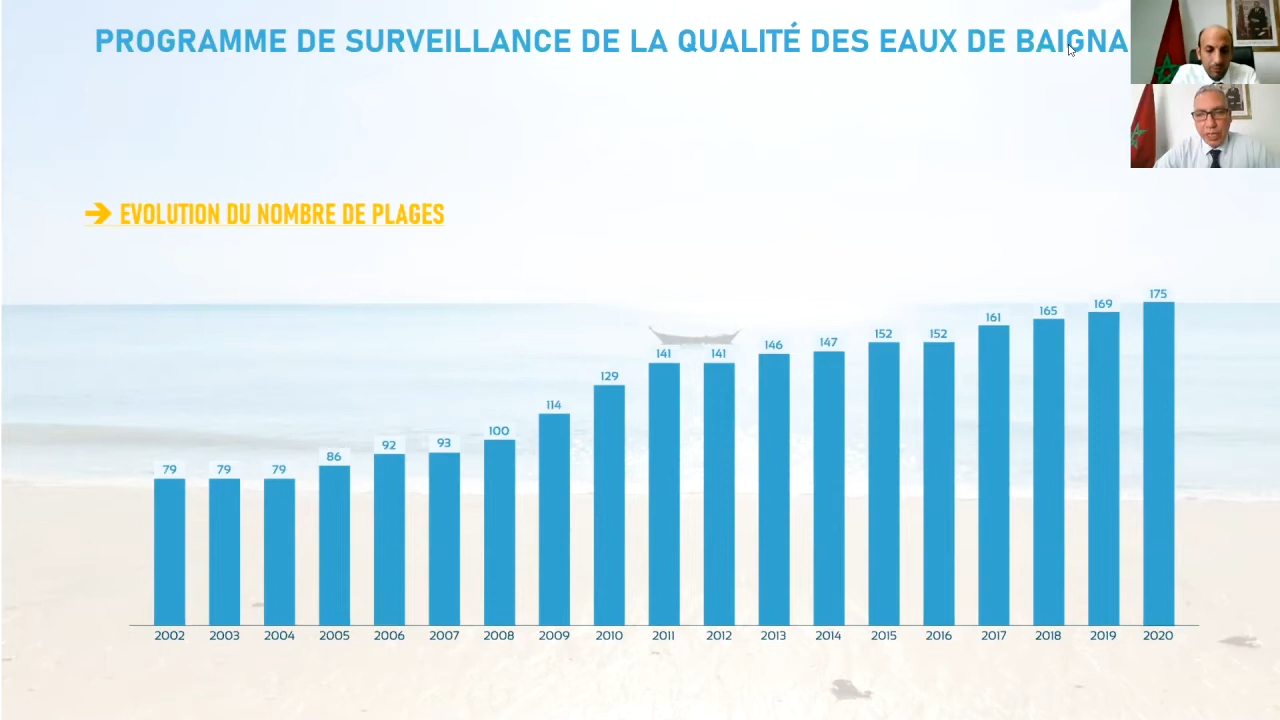 PROGRAMME DE SURVEILLANCE DE LA QUALITÉ DES EAUX DE BAIGNA
➔ EVOLUTION DU NOMBRE DE PLAGES
79 79 79 86 92 93 100 114 129 141 141 146 147 152 152 161 165 169 175
2002 2003 2004 2005 2006 2007 2008 2009 2010 2011 2012 2013 2014 2015 2016 2017 2018 2019 2020